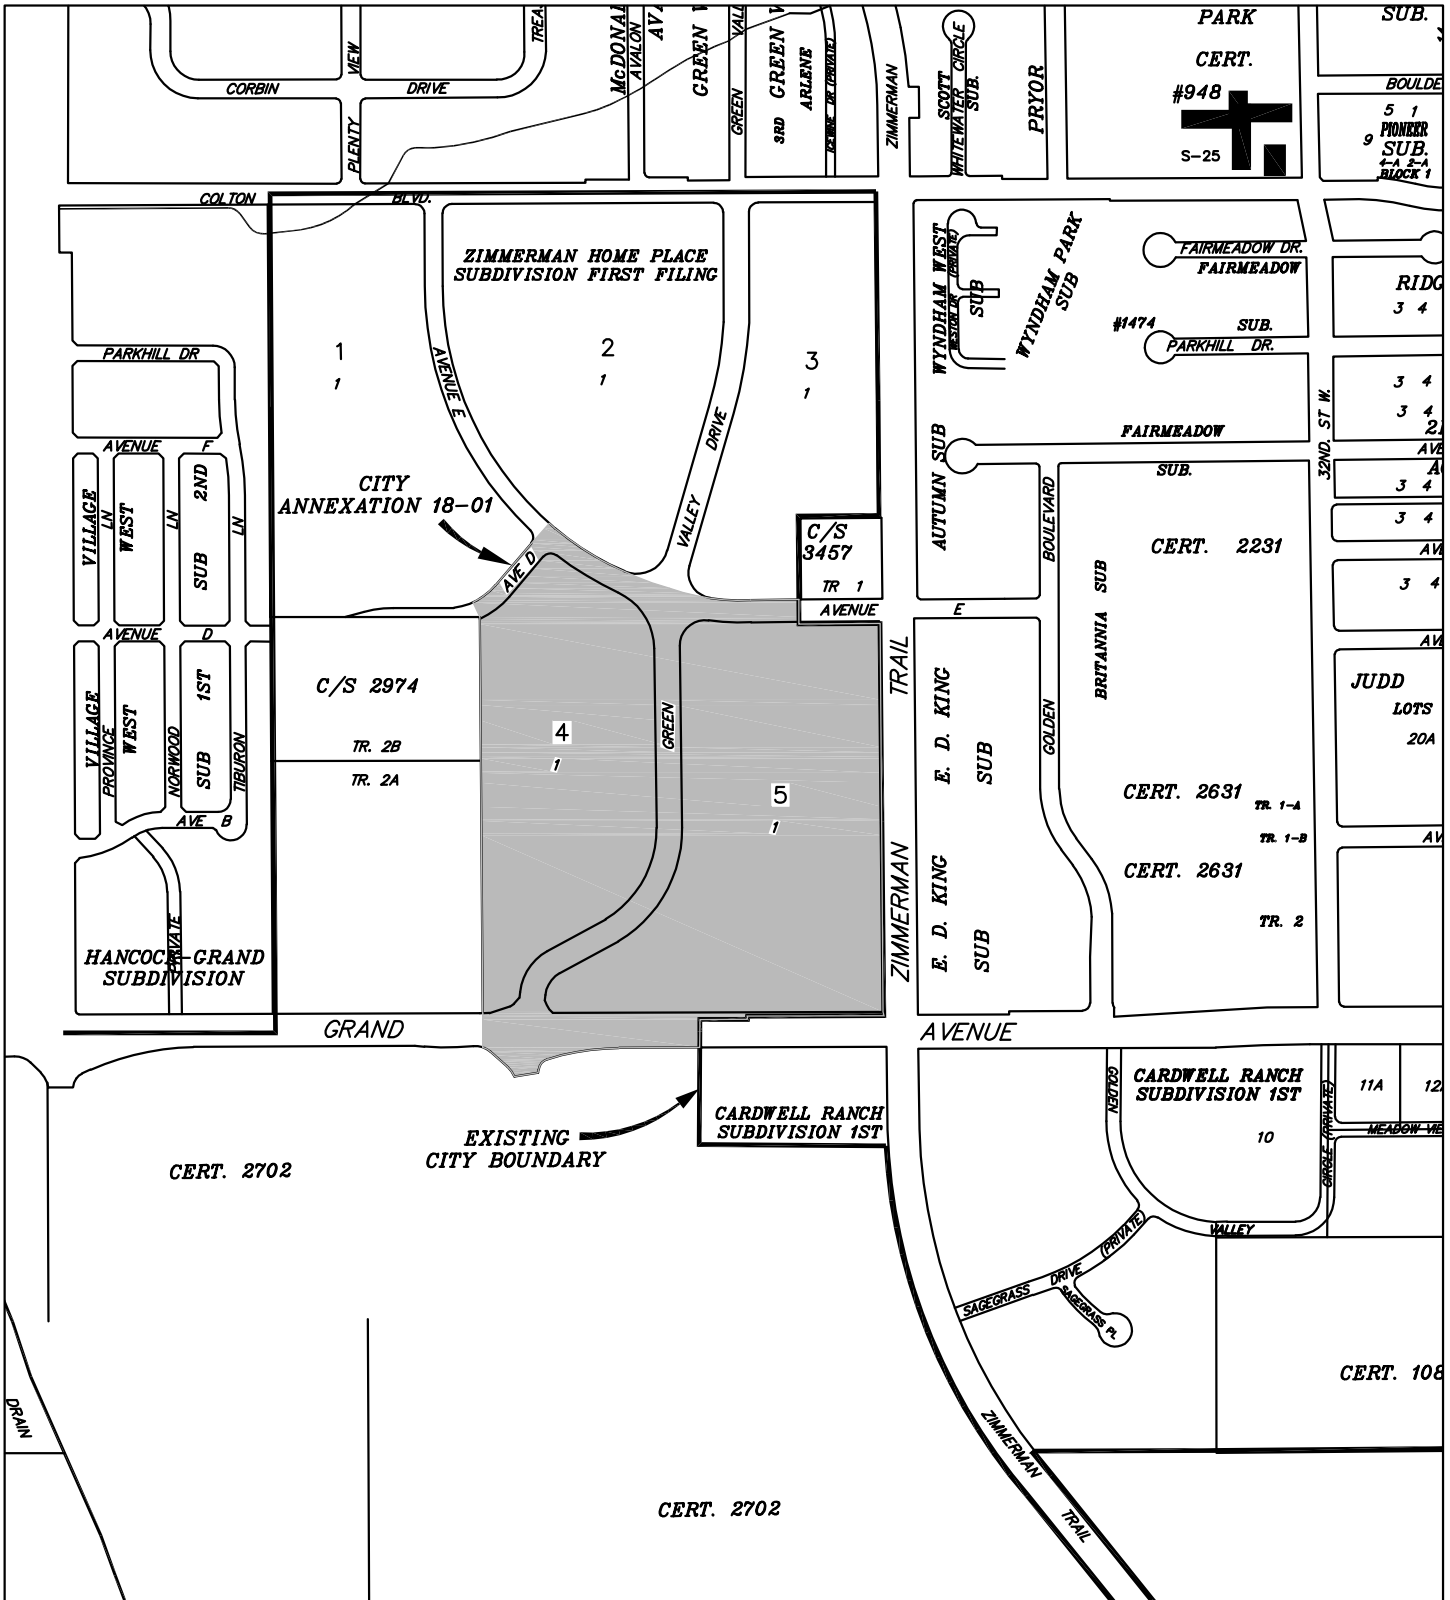 PARK
SUB.
CERT.
#948
S-25
CORBIN
DRIVE
VIEW
PLENTY
AVALON
GREEN
3RD
GREEN
ARLENE
ZIMMERMAN
SCOTT
SUB.
WHITEWATER CIRCLE
PRYOR
5 1
9
PIONEER
SUB.
4-A 2-A
BLOCK 1
COLTON
BLVD.
ZIMMERMAN HOME PLACE
SUBDIVISION FIRST FILING
1
1
2
1
3
1
AVENUE E
VALLEY
DRIVE
WYNDHAM WEST
SUB
WESTON DR (PRIVATE)
WYNDHAM PARK
SUB
FAIRMEADOW DR.
FAIRMEADOW
#1474
SUB.
PARKHILL DR.
3 4
3 4
3 4
3 4
3 4
3 4
32ND. ST W.
FAIRMEADOW
SUB.
PARKHILL DR
AVENUE F
VILLAGE
LN
WEST
LN
SUB 2ND
LN
AVENUE D
VILLAGE
PROVINCE
WEST
NORWOOD
SUB 1ST
TIBURON
AVE B
PRIVATE
HANCOCK-GRAND
SUBDIVISION
CITY
ANNEXATION 18-01
AVE D
C/S
3457
TR 1
AVENUE
E
AUTUMN SUB
BOULEVARD
GOLDEN
CERT. 2231
BRITANNIA SUB
C/S 2974
TR. 2B
TR. 2A
4
1
GREEN
5
1
TRAIL
ZIMMERMAN
E. D. KING
SUB
E. D. KING
SUB
JUDD
LOTS
20A
CERT. 2631
TR. 1-A
TR. 1-B
CERT. 2631
TR. 2
GRAND
AVENUE
EXISTING
CITY BOUNDARY
CARDWELL RANCH
SUBDIVISION 1ST
GOLDEN
CARDWELL RANCH
SUBDIVISION 1ST
10
11A
CIRCLE (PRIVATE)
VALLEY
SAGEGRASS DRIVE (PRIVATE)
SAGEGRASS PL
CERT. 2702
DRAIN
CERT. 2702
ZIMMERMAN
TRAIL